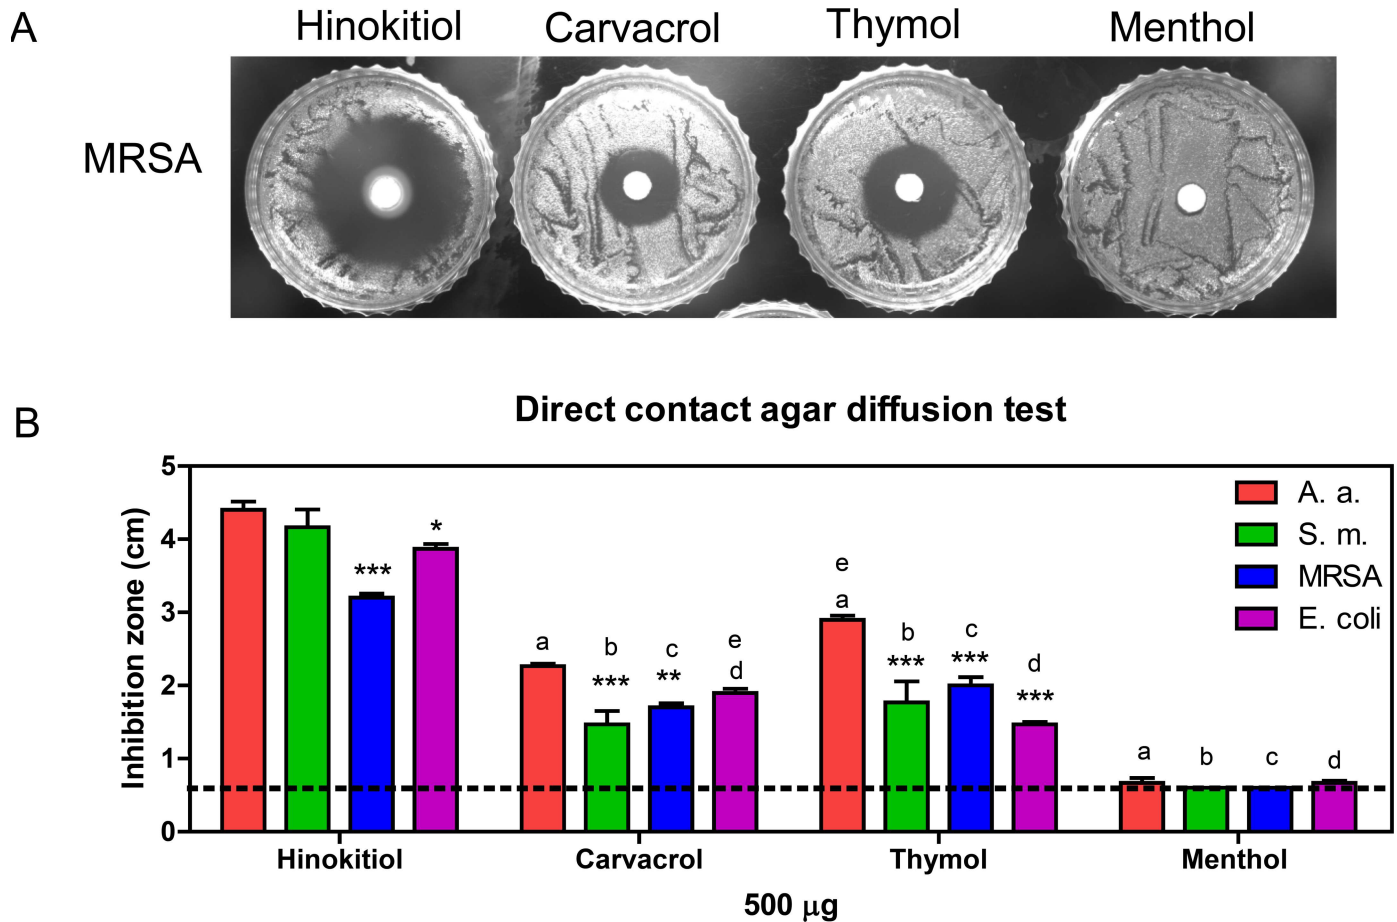 A
Hinokitiol Carvacrol Thymol Menthol
MRSA
B
Direct contact agar diffusion test
Inhibition zone (cm)
5
4
3
2
1
0
A. a.
S. m.
MRSA
E. coli
***
*
a
b
***
c
**
e
d
e
a
b
***
c
***
d
***
a
b
c
d
Hinokitiol Carvacrol Thymol Menthol
500 µg